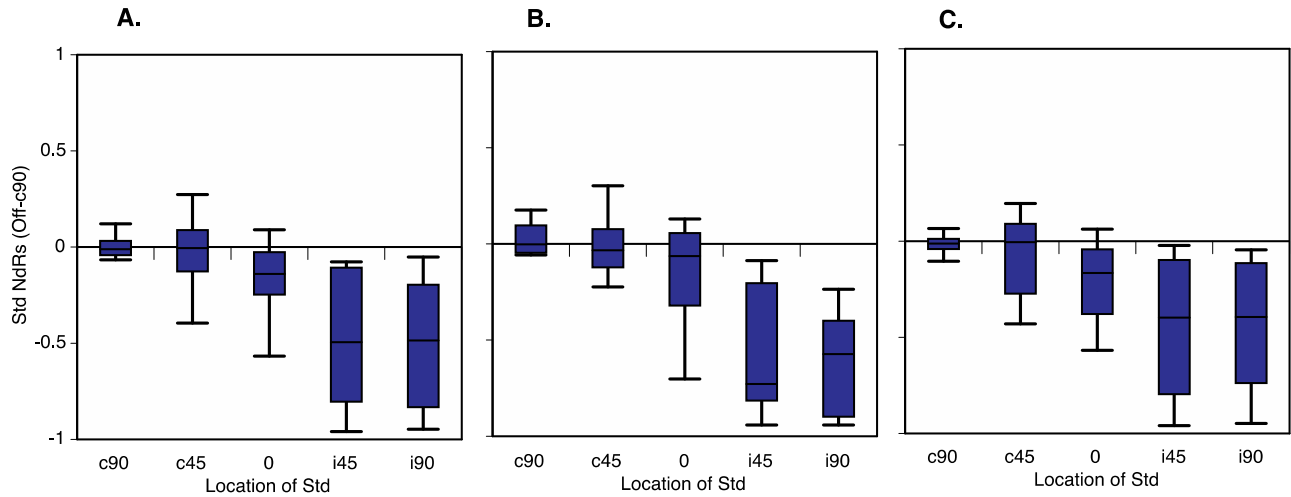 A.
B.
C.
Std NdRs (Off-c90)
1
0.5
0
-0.5
-1
c90 c45 0 i45 i90
Location of Std
c90 c45 0 i45 i90
Location of Std
c90 c45 0 i45 i90
Location of Std